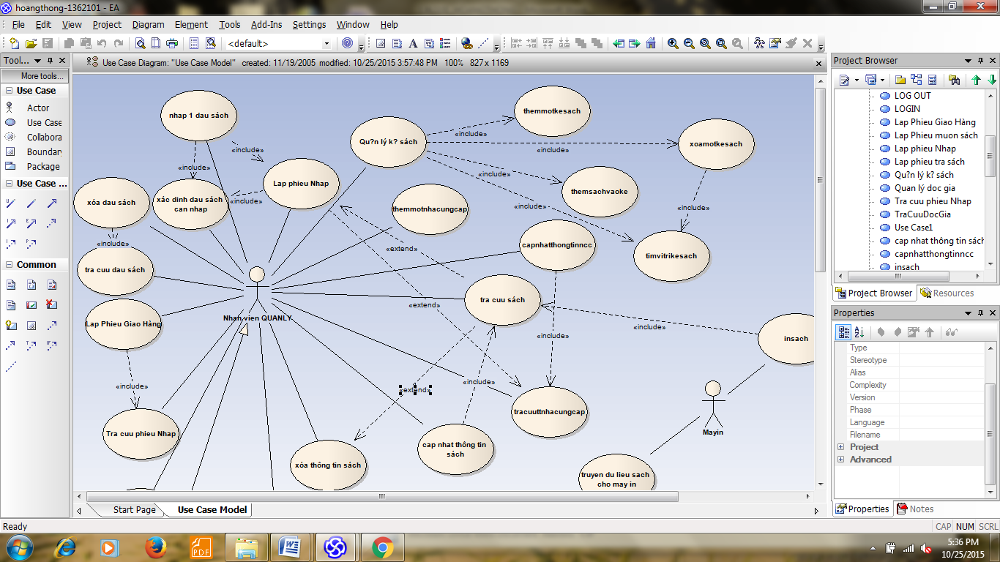 hoangthong-1362101 - EA
File Edit View Project Diagram Element Tools Add-Ins Settings Window Help
<default>
Tool...
More tools...
Use Case
Actor
Use Case
Collabora
Boundar
Package
Use Case ...
Common
Use Case Diagram: "Use Case Model" created: 11/19/2005 modified: 10/25/2015 3:57:48 PM 100% 827 x 1169
nhap 1 dau sách
«include»
«include»
Lap phieu Nhap
«include»
xóa dau sách
xác dinh dau sách
can nhap
«include»
tra cuu dau sách
Lap Phieu Giao Hàng
«include»
Tra cuu phieu Nhap
Nhan vien QUANLY
Qu?n lý k? sách
«include»
themmotkesach
«include»
xoamotkesach
«include»
themsachvaoke
«include»
«include»
timvitrikesach
themmotnhacungcap
capnhatthongtinncc
«extend»
«extend»
tra cuu sách
«include»
«include»
insach
«extend»
«include»
tracuuttnhacungcap
xóa thông tin sách
cap nhat thông tin
sách
Mayin
truyen du lieu sach
cho may in
Start Page
Use Case Model
Project Browser
LOG OUT
LOGIN
Lap Phieu Giao Hàng
Lap Phieu muon sách
Lap phieu Nhap
Lap phieu tra sách
Qu?n lý k? sách
Quan lý doc gia
Tra cuu phieu Nhap
TraCuuDocGia
Use Case1
cap nhat thông tin sách
capnhatthongtinncc
insach
Project Browser
Resources
Properties
Type
Stereotype
Alias
Complexity
Version
Phase
Language
Filename
Project
Advanced
Properties
Notes
Ready
CAP NUM SCRL
PDF
5:36 PM
10/25/2015